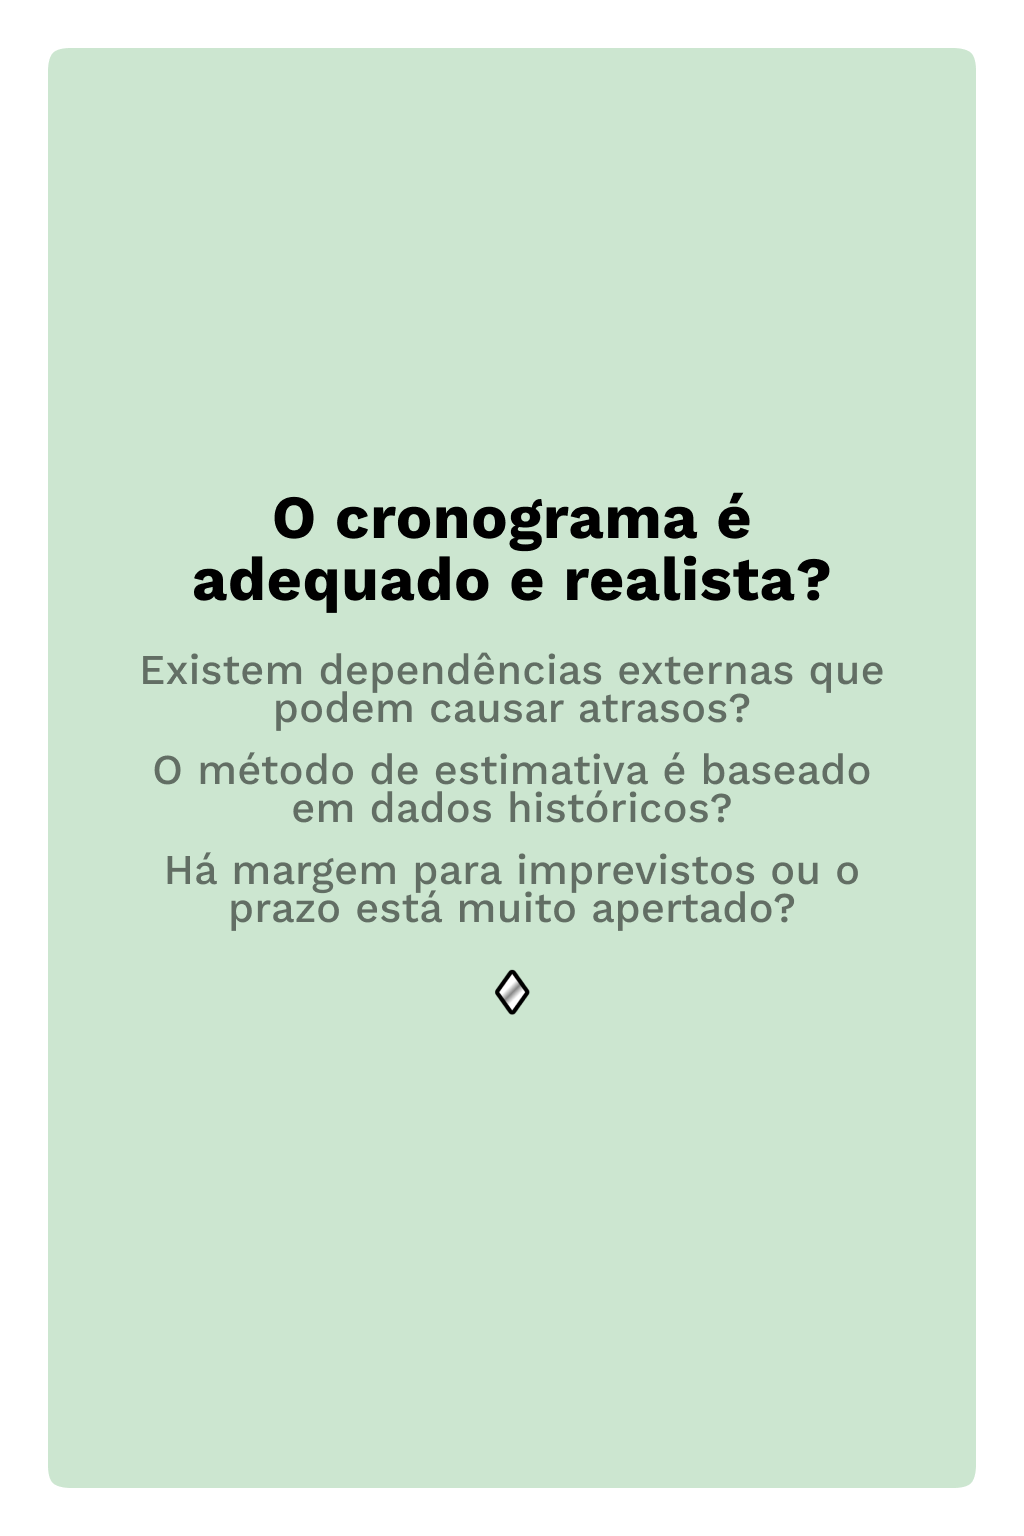 O cronograma é
adequado e realista?
Existem dependências externas que
podem causar atrasos?
O método de estimativa é baseado
em dados históricos?
Há margem para imprevistos ou o
prazo está muito apertado?